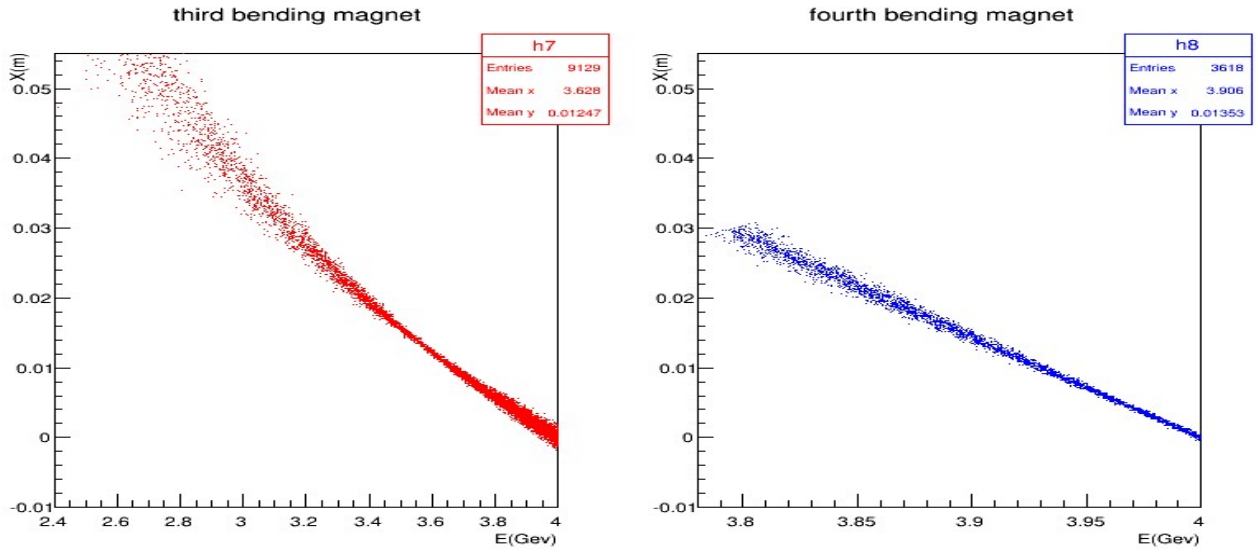 third bending magnet
h7
Entries 9129
Mean x 3.628
Mean y 0.01247
X(m)
0.05
0.04
0.03
0.02
0.01
0
-0.01
2.4 2.6 2.8 3 3.2 3.4 3.6 3.8 4
E(Gev)
fourth bending magnet
h8
Entries 3618
Mean x 3.906
Mean y 0.01353
X(m)
0.05
0.04
0.03
0.02
0.01
0
-0.01
3.8 3.85 3.9 3.95 4
E(Gev)